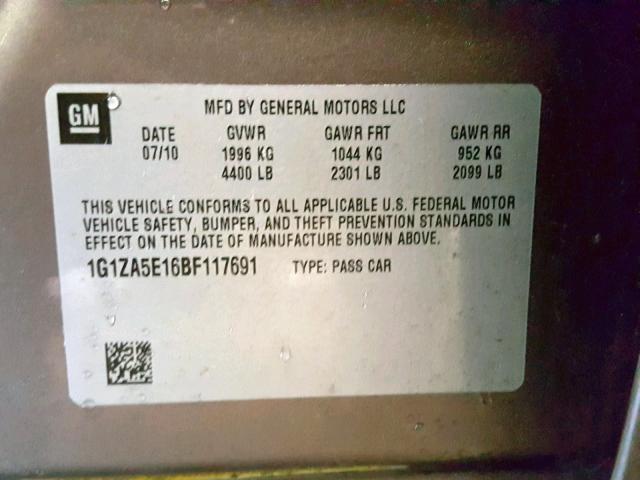 GM
MFD BY GENERAL MOTORS LLC
DATE GVWR GAWR FRT GAWR RR
07/10 1996 KG 1044 KG 952 KG
4400 LB 2301 LB 2099 LB
THIS VEHICLE CONFORMS TO ALL APPLICABLE U.S. FEDERAL MOTOR
VEHICLE SAFETY, BUMPER, AND THEFT PREVENTION STANDARDS IN
EFFECT ON THE DATE OF MANUFACTURE SHOWN ABOVE.
1G1ZA5E16BF117691 TYPE: PASS CAR